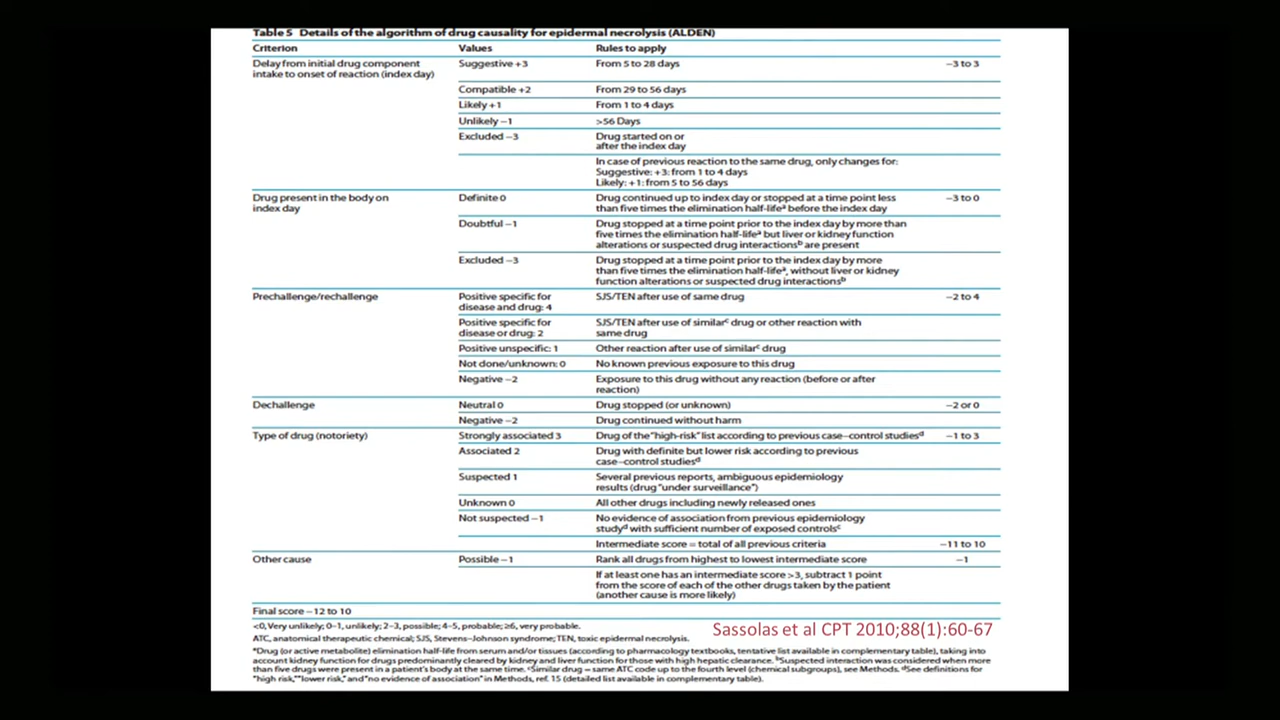 Table 5 Details of the algorithm of drug causality for epidermal necrolysis (ALDEN)
Criterion Values Rules to apply
Delay from initial drug component Suggestive +3 From 5 to 28 days −3 to 3
intake to onset of reaction (index day)
Compatible +2 From 29 to 56 days
Likely +1 From 1 to 4 days
Unlikely −1 >56 Days
Excluded −3 Drug started on or
after the index day
In case of previous reaction to the same drug, only changes for:
Suggestive: +3: from 1 to 4 days
Likely: +1: from 5 to 56 days
Drug present in the body on Definite 0 Drug continued up to index day or stopped at a time point less −3 to 0
index day than five times the elimination half-lifeᵃ before the index day
Doubtful −1 Drug stopped at a time point prior to the index day by more than
five times the elimination half-lifeᵃ but liver or kidney function
alterations or suspected drug interactionsᵇ are present
Excluded −3 Drug stopped at a time point prior to the index day by more
than five times the elimination half-lifeᵃ, without liver or kidney
function alterations or suspected drug interactionsᵇ
Prechallenge/rechallenge Positive specific for SJS/TEN after use of same drug −2 to 4
disease and drug: 4
Positive specific for SJS/TEN after use of similarᶜ drug or other reaction with
disease or drug: 2 same drug
Positive unspecific: 1 Other reaction after use of similarᶜ drug
Not done/unknown: 0 No known previous exposure to this drug
Negative −2 Exposure to this drug without any reaction (before or after
reaction)
Dechallenge Neutral 0 Drug stopped (or unknown) −2 or 0
Negative −2 Drug continued without harm
Type of drug (notoriety) Strongly associated 3 Drug of the "high-risk" list according to previous case–control studiesᵈ −1 to 3
Associated 2 Drug with definite but lower risk according to previous
case–control studiesᵈ
Suspected 1 Several previous reports, ambiguous epidemiology
results (drug "under surveillance")
Unknown 0 All other drugs including newly released ones
Not suspected −1 No evidence of association from previous epidemiology
studyᵈ with sufficient number of exposed controlsᶜ
Intermediate score = total of all previous criteria −11 to 10
Other cause Possible −1 Rank all drugs from highest to lowest intermediate score −1
If at least one has an intermediate score >3, subtract 1 point
from the score of each of the other drugs taken by the patient
(another cause is more likely)
Final score −12 to 10
<0, Very unlikely; 0–1, unlikely; 2–3, possible; 4–5, probable; ≥6, very probable.
Sassolas et al CPT 2010;88(1):60-67
ATC, anatomical therapeutic chemical; SJS, Stevens–Johnson syndrome; TEN, toxic epidermal necrolysis.
ᵃDrug (or active metabolite) elimination half-life from serum and/or tissues (according to pharmacology textbooks, tentative list available in complementary table), taking into
account kidney function for drugs predominantly cleared by kidney and liver function for those with high hepatic clearance. ᵇSuspected interaction was considered when more
than five drugs were present in a patient's body at the same time. ᶜSimilar drug = same ATC code up to the fourth level (chemical subgroups), see Methods. ᵈSee definitions for
"high risk," "lower risk," and "no evidence of association" in Methods, ref. 15 (detailed list available in complementary table).